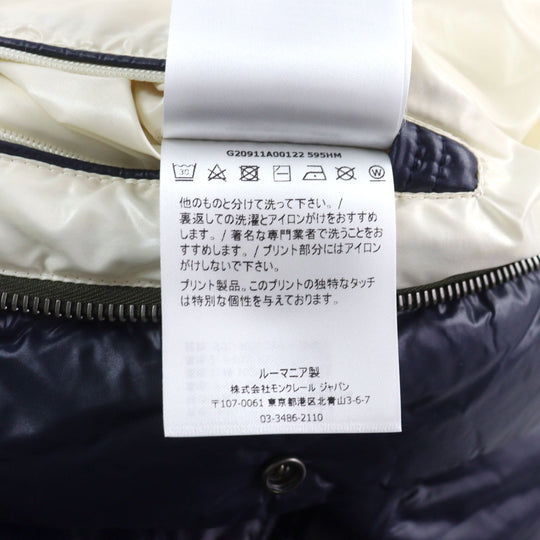 G20911A00122 595HM
30
他のものと分けて洗って下さい。/
裏返しての洗濯とアイロンがけをおすすめ
します。/ 著名な専門業者で洗うことをお
すすめします。/ プリント部分にはアイロン
がけしないで下さい。
プリント製品。このプリントの独特なタッチ
は特別な個性を与えております。
ルーマニア製
株式会社モンクレール ジャパン
〒107-0061 東京都港区北青山3-6-7
03-3486-2110